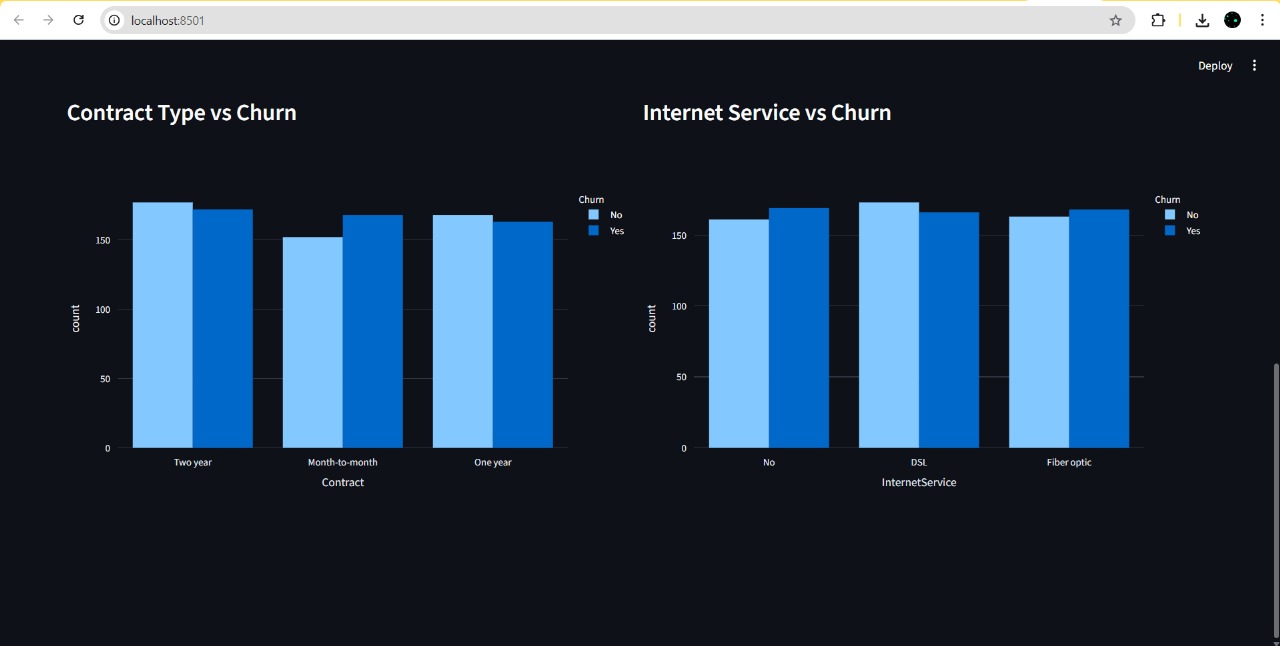 localhost:8501
Deploy
Contract Type vs Churn
Churn
No
Yes
150
100
50
0
count
Two year
Month-to-month
One year
Contract
Internet Service vs Churn
Churn
No
Yes
150
100
50
0
count
No
DSL
Fiber optic
InternetService